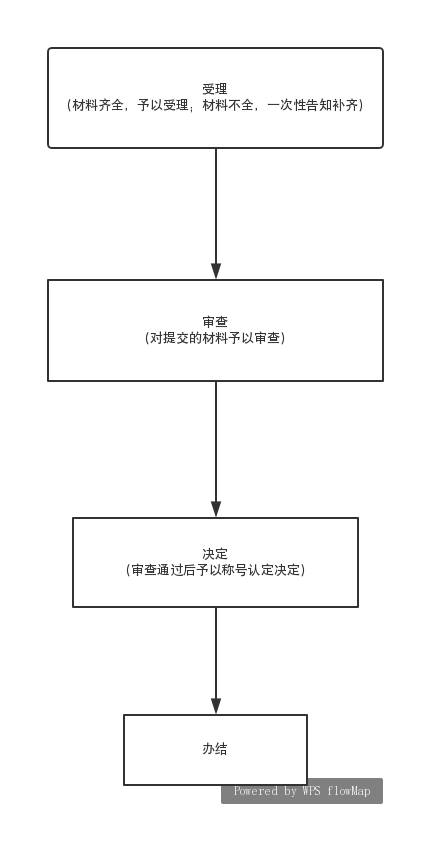 受理
（材料齐全，予以受理；材料不全，一次性告知补齐）
审查
（对提交的材料予以审查）
决定
（审查通过后予以称号认定决定）
办结
Powered by WPS flowMap